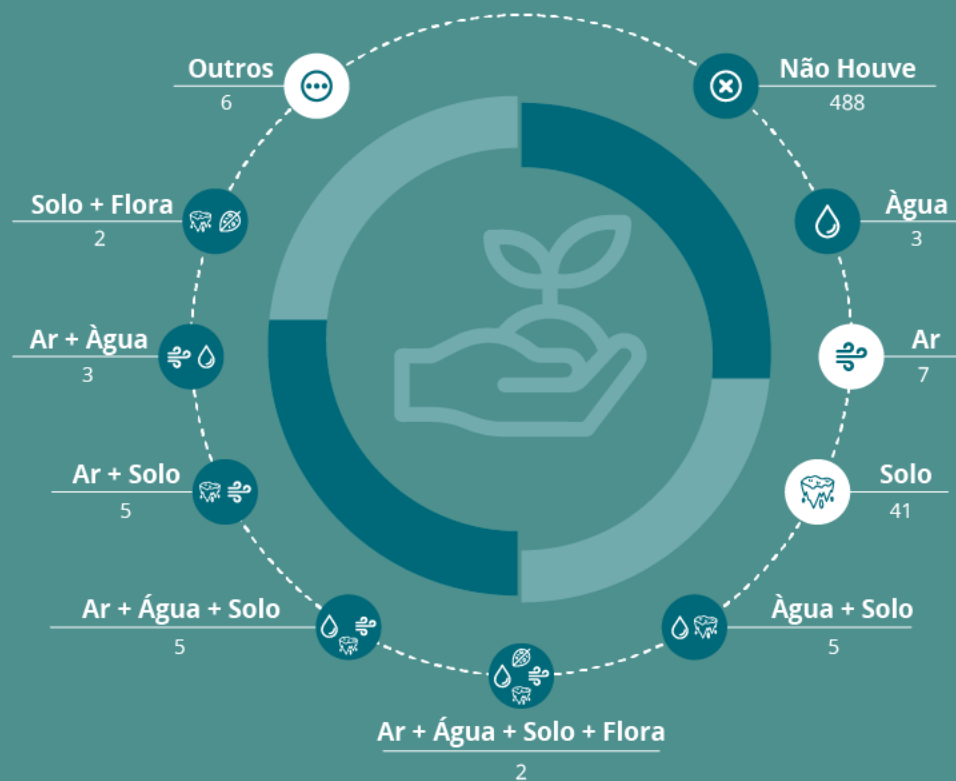 Outros
6
Não Houve
488
Solo + Flora
2
Àgua
3
Ar + Àgua
3
Ar
7
Ar + Solo
5
Solo
41
Ar + Água + Solo
5
Àgua + Solo
5
Ar + Água + Solo + Flora
2